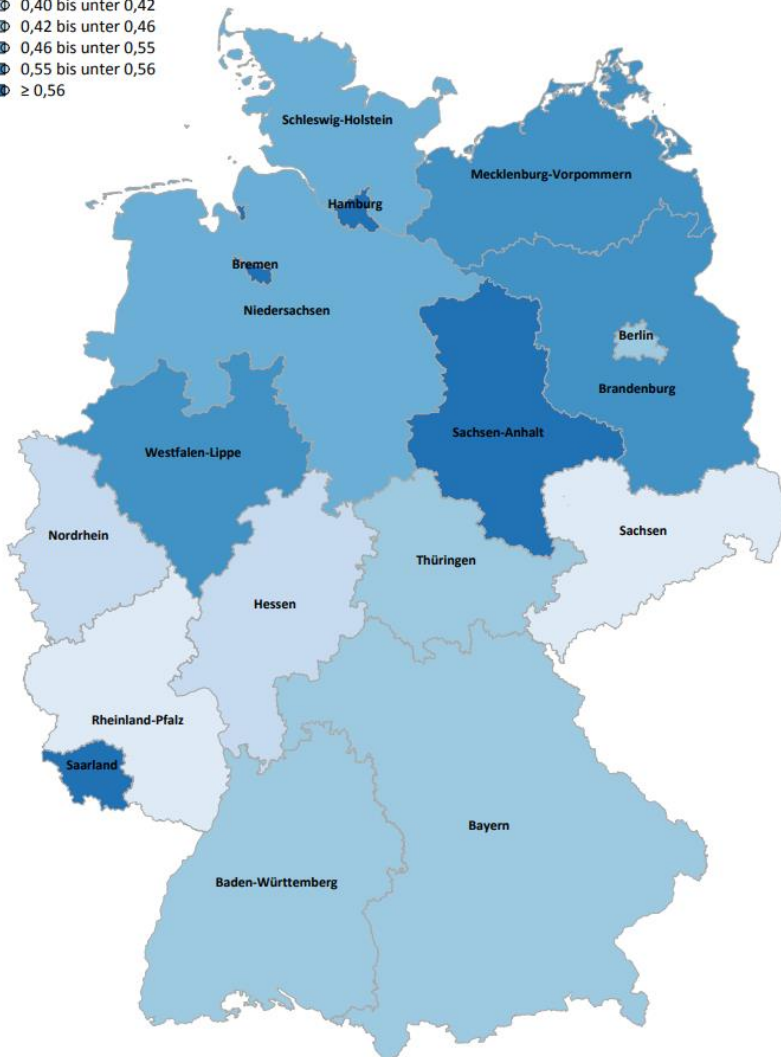 0,40 bis unter 0,42
0,42 bis unter 0,46
0,46 bis unter 0,55
0,55 bis unter 0,56
≥ 0,56
Schleswig-Holstein
Mecklenburg-Vorpommern
Hamburg
Bremen
Niedersachsen
Berlin
Brandenburg
Sachsen-Anhalt
Westfalen-Lippe
Sachsen
Nordrhein
Thüringen
Hessen
Rheinland-Pfalz
Saarland
Bayern
Baden-Württemberg